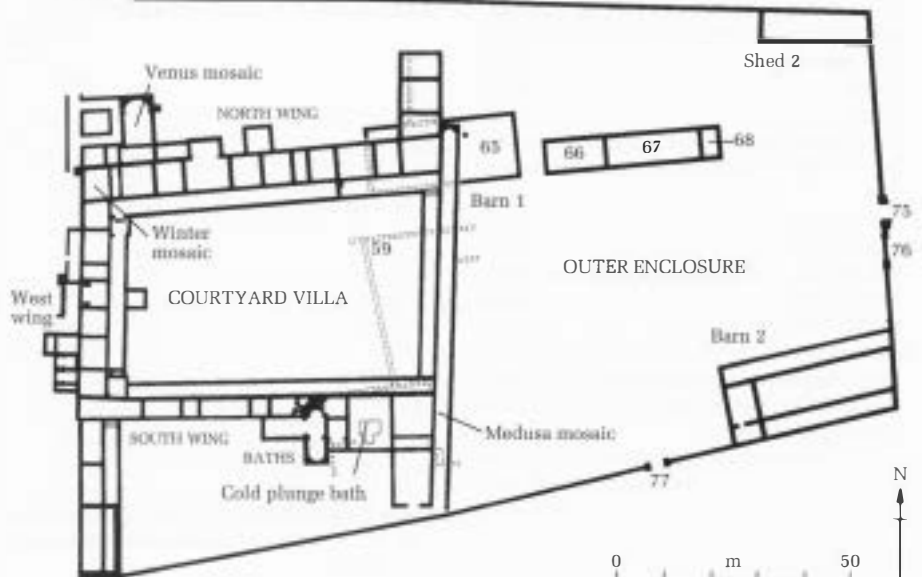 Shed 2
Venus mosaic
NORTH WING
65
66
67
68
Barn 1
75
76
Winter
mosaic
59
OUTER ENCLOSURE
COURTYARD VILLA
West
wing
Barn 2
SOUTH WING
BATHS
Medusa mosaic
Cold plunge bath
77
N
0 m 50